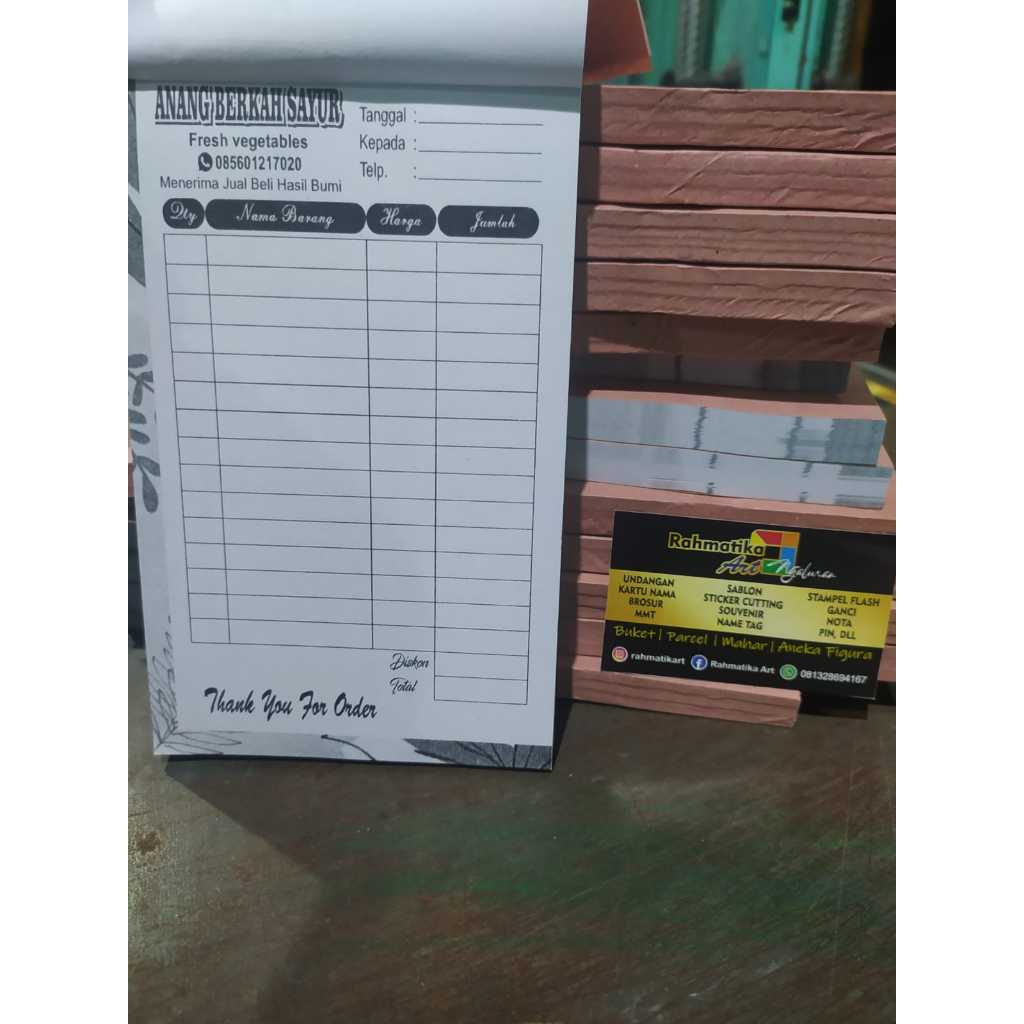 ANANG BERKAH SAYUR
Fresh vegetables
085601217020
Menerima Jual Beli Hasil Bumi
Tanggal :
Kepada :
Telp. :
Qty Nama Barang Harga Jumlah
Diskon
Total
Thank You For Order
Rahmatika
Art Ngaluran
UNDANGAN
KARTU NAMA
BROSUR
MMT
SABLON
STICKER CUTTING
SOUVENIR
NAME TAG
STAMPEL FLASH
GANCI
NOTA
PIN, DLL
Buket | Parcel | Mahar | Aneka Figura
rahmatikart Rahmatika Art 081328694167